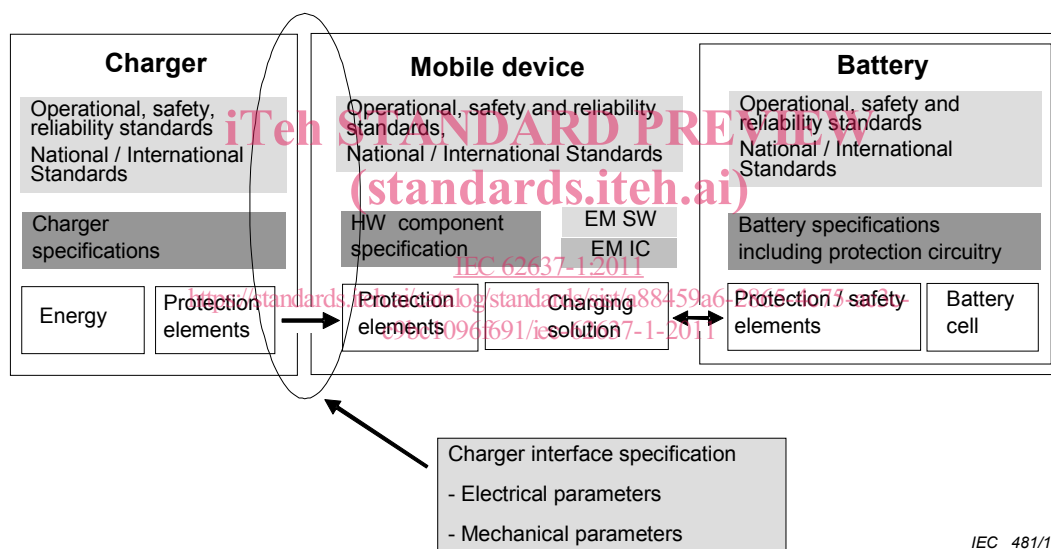 Charger
Operational, safety,
reliability standards
National / International
Standards
Charger
specifications
Energy
Protection
elements
Mobile device
Operational, safety and reliability
standards,
National / International Standards
HW component
specification
EM SW
EM IC
Protection
elements
Charging
solution
Battery
Operational, safety and
reliability standards
National / International
Standards
Battery specifications
including protection circuitry
Protection / safety
elements
Battery
cell
iTeh STANDARD PREVIEW
(standards.iteh.ai)
IEC 62637-1:2011
Charger interface specification
- Electrical parameters
- Mechanical parameters
IEC 481/1